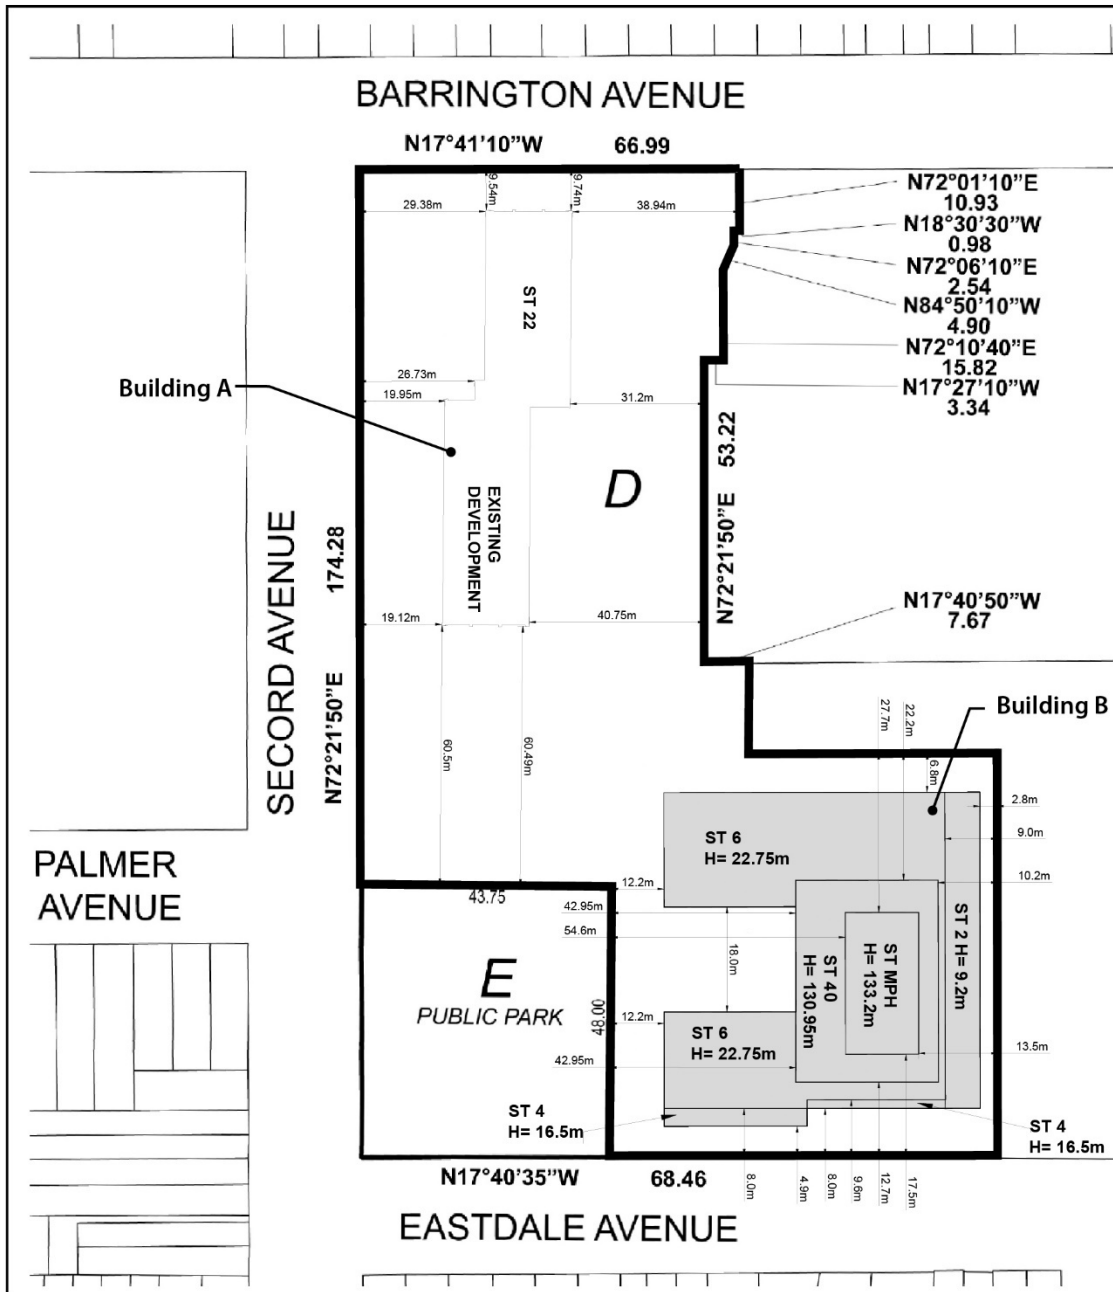 BARRINGTON AVENUE
N17°41'10"W 66.99
9.54m
9.74m
29.38m
38.94m
N72°01'10"E
10.93
N18°30'30"W
0.98
N72°06'10"E
2.54
N84°50'10"W
4.90
N72°10'40"E
15.82
N17°27'10"W
3.34
ST 22
Building A
26.73m
19.95m
31.2m
D
EXISTING
DEVELOPMENT
N72°21'50"E 53.22
SECORD AVENUE
N72°21'50"E 174.28
19.12m
40.75m
N17°40'50"W
7.67
Building B
60.5m
60.49m
27.7m
22.2m
6.8m
2.8m
9.0m
10.2m
PALMER
AVENUE
43.75
12.2m
42.95m
54.6m
ST 6
H= 22.75m
18.0m
ST 40
H= 130.95m
ST MPH
H= 133.2m
ST 2 H= 9.2m
E
PUBLIC PARK
48.00
12.2m
42.95m
ST 6
H= 22.75m
13.5m
ST 4
H= 16.5m
ST 4
H= 16.5m
N17°40'35"W 68.46
8.0m
4.9m
8.0m
9.6m
12.7m
17.5m
EASTDALE AVENUE